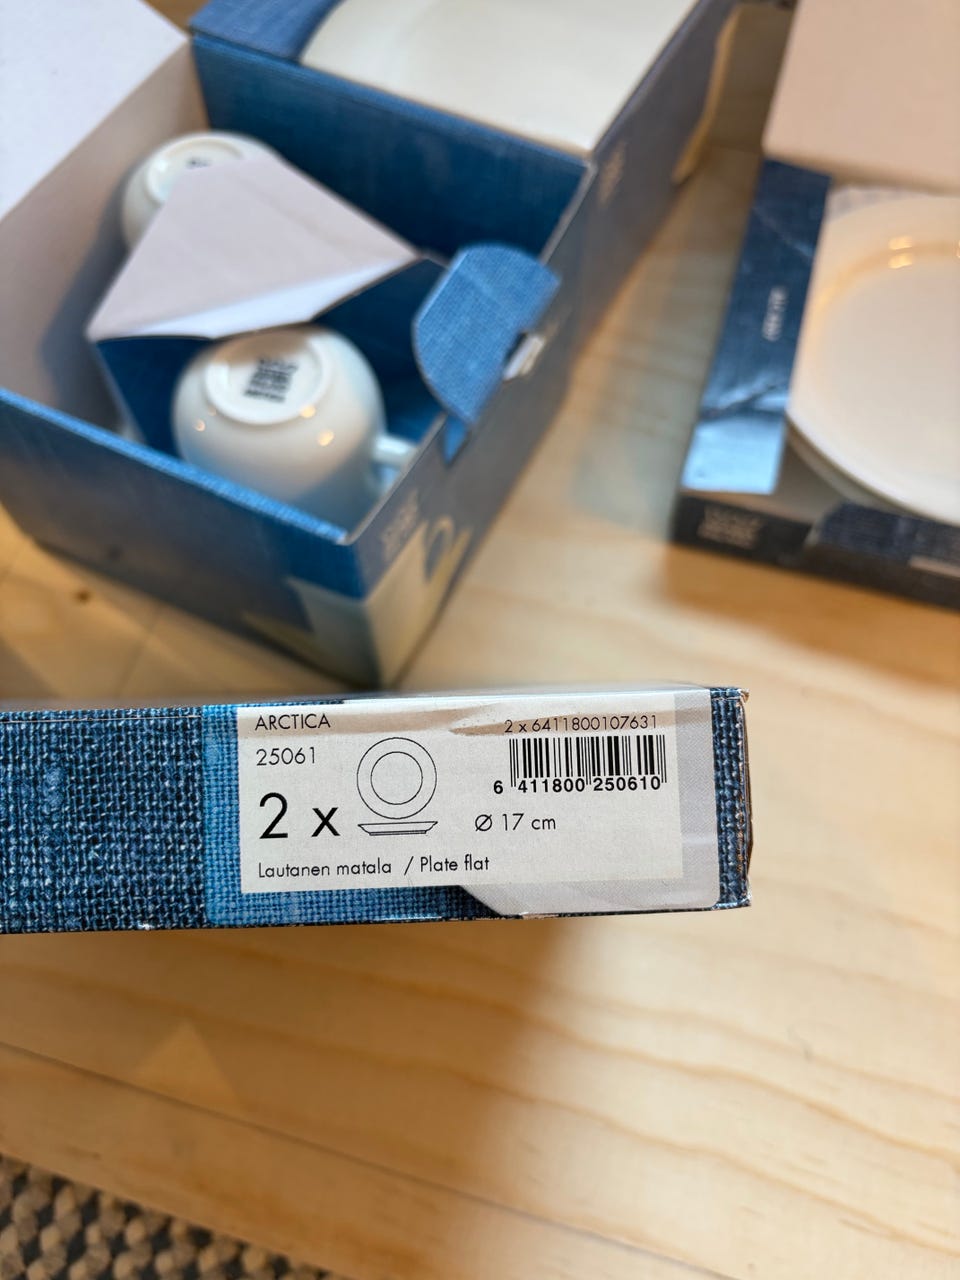 ARCTICA
2 x 6411800107631
25061
6 411800 250610
2 x
Ø 17 cm
Lautanen matala / Plate flat